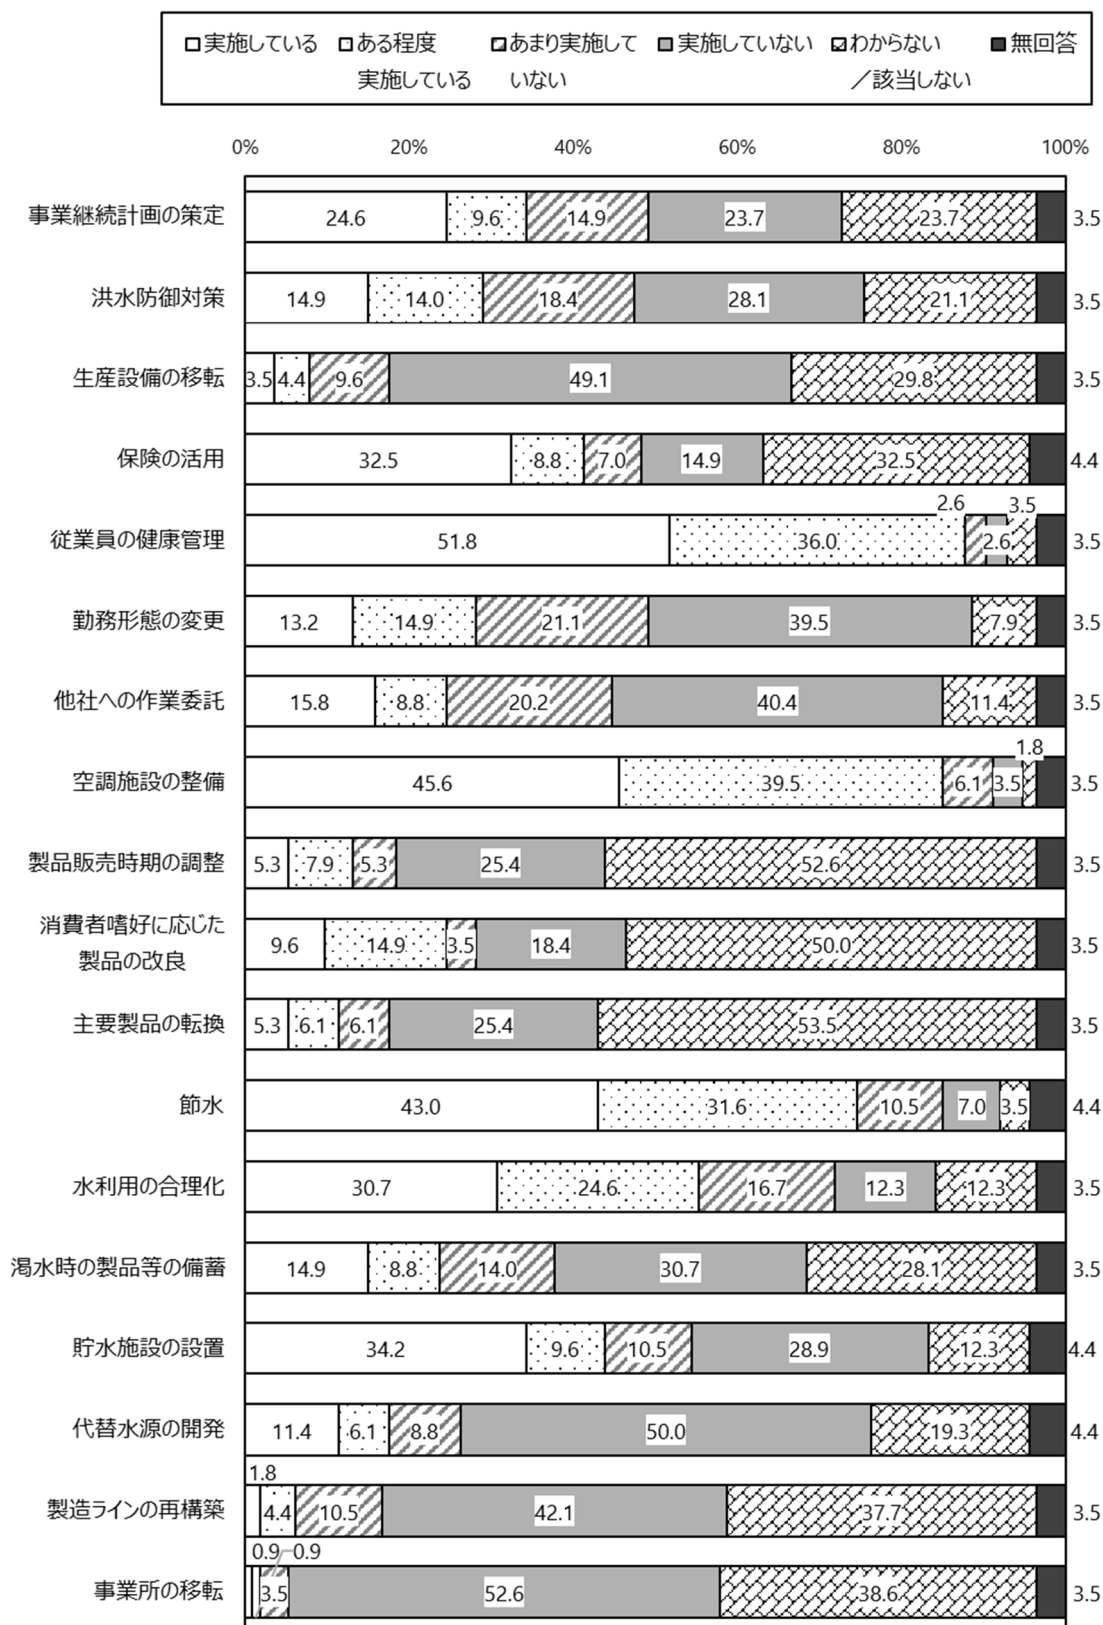 実施している ある程度 あまり実施して 実施していない わからない 無回答
実施している いない ／該当しない
0% 20% 40% 60% 80% 100%
事業継続計画の策定 24.6 9.6 14.9 23.7 23.7 3.5
洪水防御対策 14.9 14.0 18.4 28.1 21.1 3.5
生産設備の移転 3.5 4.4 9.6 49.1 29.8 3.5
保険の活用 32.5 8.8 7.0 14.9 32.5 4.4
2.6 3.5
従業員の健康管理 51.8 36.0 2.6 3.5
勤務形態の変更 13.2 14.9 21.1 39.5 7.9 3.5
他社への作業委託 15.8 8.8 20.2 40.4 11.4 3.5
1.8
空調施設の整備 45.6 39.5 6.1 3.5 3.5
製品販売時期の調整 5.3 7.9 5.3 25.4 52.6 3.5
消費者嗜好に応じた
製品の改良 9.6 14.9 3.5 18.4 50.0 3.5
主要製品の転換 5.3 6.1 6.1 25.4 53.5 3.5
節水 43.0 31.6 10.5 7.0 3.5 4.4
水利用の合理化 30.7 24.6 16.7 12.3 12.3 3.5
渇水時の製品等の備蓄 14.9 8.8 14.0 30.7 28.1 3.5
貯水施設の設置 34.2 9.6 10.5 28.9 12.3 4.4
代替水源の開発 11.4 6.1 8.8 50.0 19.3 4.4
1.8
製造ラインの再構築 4.4 10.5 42.1 37.7 3.5
0.9 0.9
事業所の移転 3.5 52.6 38.6 3.5